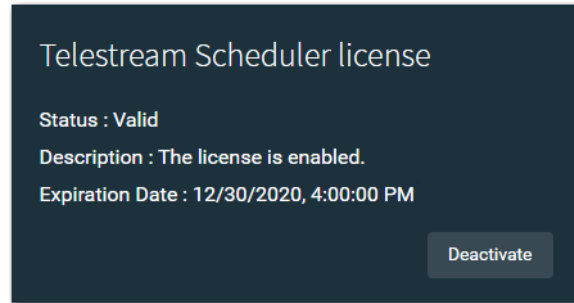 Telestream Scheduler license
Status : Valid
Description : The license is enabled.
Expiration Date : 12/30/2020, 4:00:00 PM
Deactivate